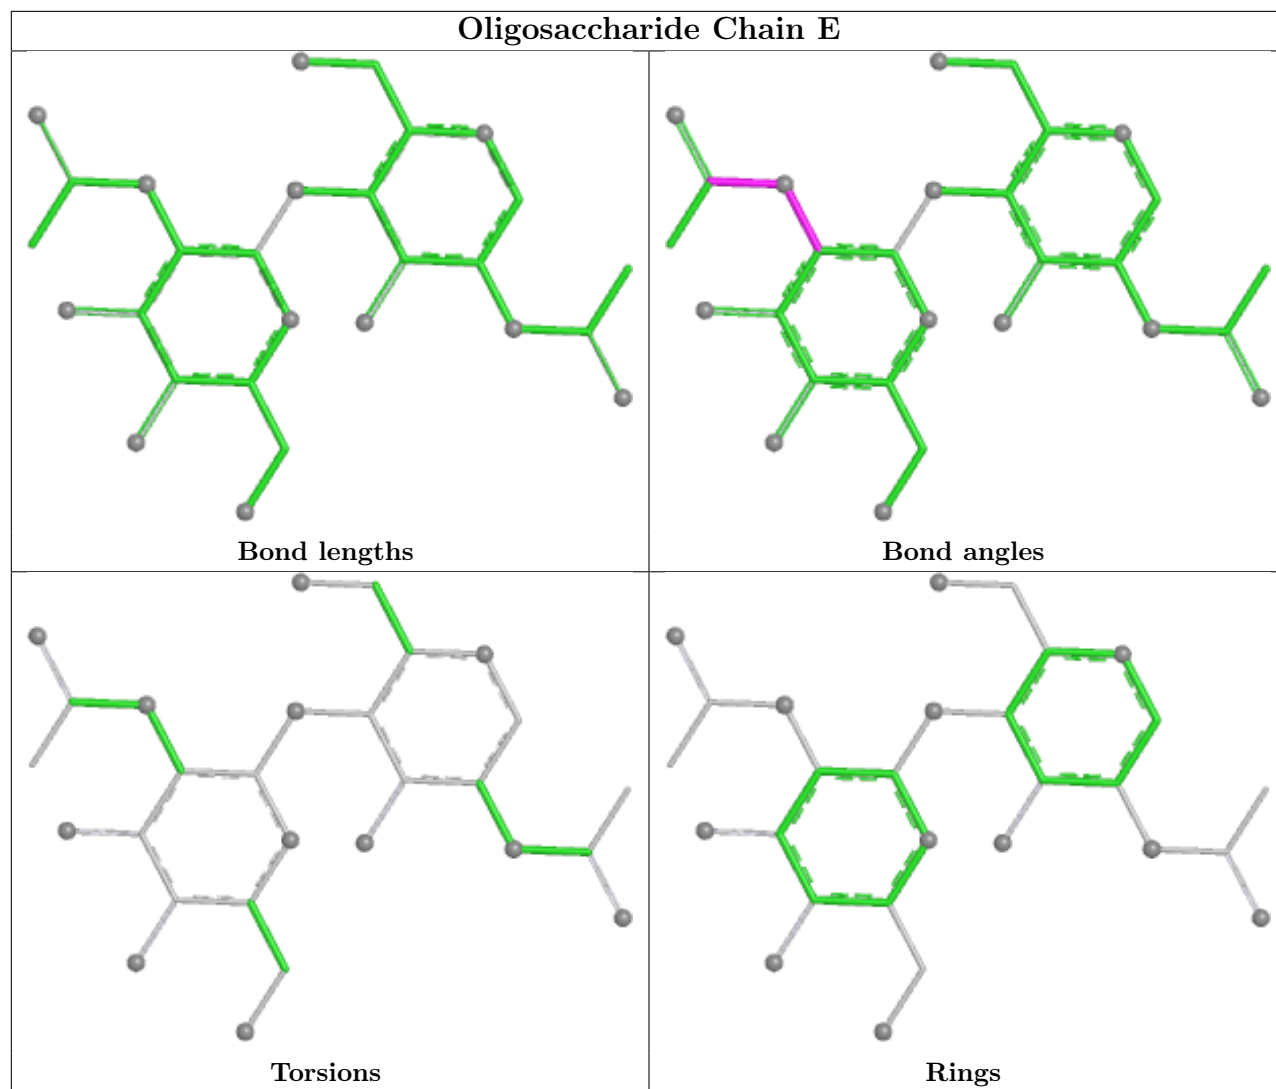 Oligosaccharide Chain E
Bond lengths
Bond angles
Torsions
Rings